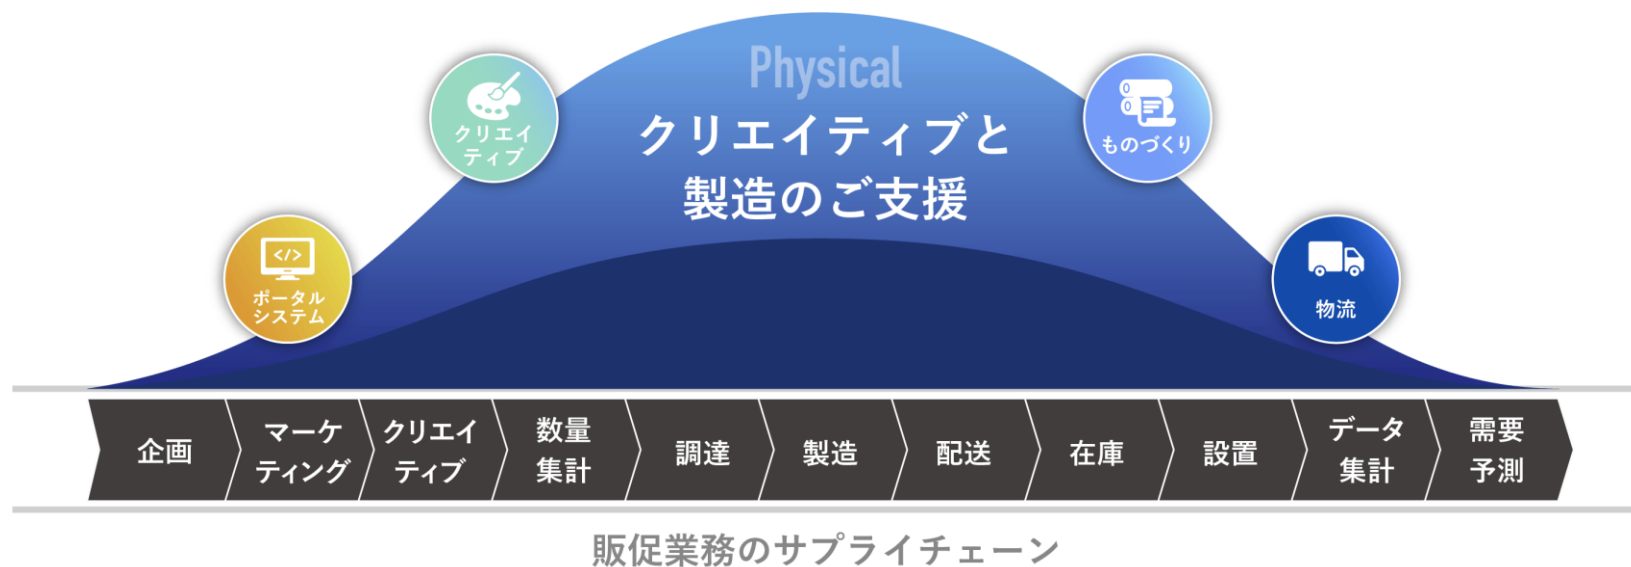 Physical
クリエイティブと
製造のご支援
クリエイ
ティブ
ものづくり
</>
ポータル
システム
物流
企画
マーケ
ティング
クリエイ
ティブ
数量
集計
調達
製造
配送
在庫
設置
データ
集計
需要
予測
販促業務のサプライチェーン